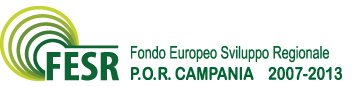 FESR
Fondo Europeo Sviluppo Regionale
P.O.R. CAMPANIA 2007-2013